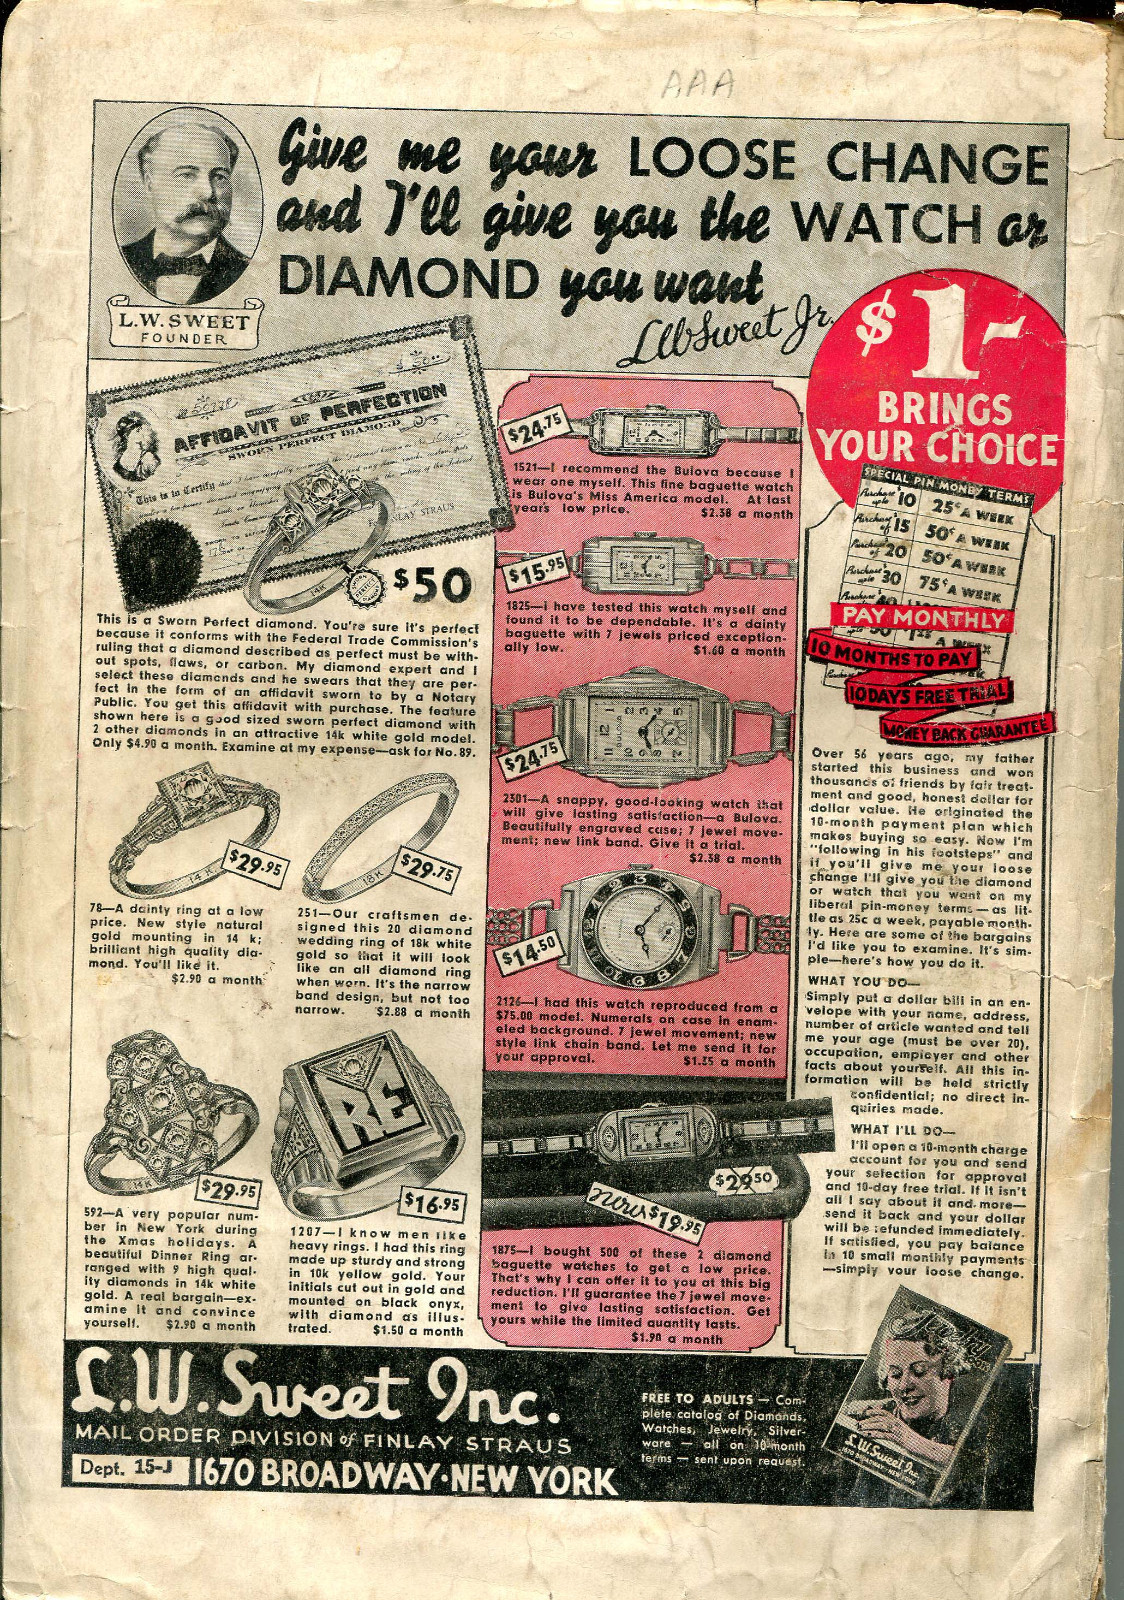 AAA
Give me your LOOSE CHANGE
and I'll give you the WATCH or
DIAMOND you want
L.W. Sweet Jr.
L.W. SWEET
FOUNDER
$1-
BRINGS
YOUR CHOICE
SPECIAL PIN MONEY TERMS
Purchase up to $10 25¢ A WEEK
Purchase of $15 50¢ A WEEK
Purchase of $20 50¢ A WEEK
Purchase up to $30 75¢ A WEEK
PAY MONTHLY
10 MONTHS TO PAY
10 DAYS FREE TRIAL
MONEY BACK GUARANTEE
AFFIDAVIT OF PERFECTION
SWORN PERFECT DIAMOND
This is to Certify
FINLAY STRAUS
14K
$50
This is a Sworn Perfect diamond. You're sure it's perfect
because it conforms with the Federal Trade Commission's
ruling that a diamond described as perfect must be with-
out spots, flaws, or carbon. My diamond expert and I
select these diamonds and he swears that they are per-
fect in the form of an affidavit sworn to by a Notary
Public. You get this affidavit with purchase. The feature
shown here is a good sized sworn perfect diamond with
2 other diamonds in an attractive 14k white gold model.
Only $4.90 a month. Examine at my expense—ask for No. 89.
14 K
$29.95
78—A dainty ring at a low
price. New style natural
gold mounting in 14 k;
brilliant high quality dia-
mond. You'll like it.
$2.90 a month
18K
$29.75
251—Our craftsmen de-
signed this 20 diamond
wedding ring of 18k white
gold so that it will look
like an all diamond ring
when worn. It's the narrow
band design, but not too
narrow. $2.88 a month
14K
$29.95
592—A very popular num-
ber in New York during
the Xmas holidays. A
beautiful Dinner Ring ar-
ranged with 9 high qual-
ity diamonds in 14k white
gold. A real bargain—ex-
amine it and convince
yourself. $2.90 a month
RE
$16.95
1207—I know men like
heavy rings. I had this ring
made up sturdy and strong
in 10k yellow gold. Your
initials cut out in gold and
mounted on black onyx,
with diamond as illus-
trated. $1.50 a month
$24.75
1521—I recommend the Bulova because I
wear one myself. This fine baguette watch
is Bulova's Miss America model. At last
years low price. $2.38 a month
$15.95
1825—I have tested this watch myself and
found it to be dependable. It's a dainty
baguette with 7 jewels priced exception-
ally low. $1.60 a month
$24.75
2301—A snappy, good-looking watch that
will give lasting satisfaction—a Bulova.
Beautifully engraved case; 7 jewel move-
ment; new link band. Give it a trial.
$2.38 a month
$14.50
2126—I had this watch reproduced from a
$75.00 model. Numerals on case in enam-
eled background. 7 jewel movement; new
style link chain band. Let me send it for
your approval. $1.35 a month
$29.50
now $19.95
1875—I bought 500 of these 2 diamond
baguette watches to get a low price.
That's why I can offer it to you at this big
reduction. I'll guarantee the 7 jewel move-
ment to give lasting satisfaction. Get
yours while the limited quantity lasts.
$1.90 a month
Over 56 years ago, my father
started this business and won
thousands of friends by fair treat-
ment and good, honest dollar for
dollar value. He originated the
10-month payment plan which
makes buying so easy. Now I'm
"following in his footsteps" and
if you'll give me your loose
change I'll give you the diamond
or watch that you want on my
liberal pin-money terms—as lit-
tle as 25c a week, payable month-
ly. Here are some of the bargains
I'd like you to examine. It's sim-
ple—here's how you do it.
WHAT YOU DO—
Simply put a dollar bill in an en-
velope with your name, address,
number of article wanted and tell
me your age (must be over 20),
occupation, employer and other
facts about yourself. All this in-
formation will be held strictly
confidential; no direct in-
quiries made.
WHAT I'LL DO—
I'll open a 10-month charge
account for you and send
your selection for approval
and 10-day free trial. If it isn't
all I say about it and more—
send it back and your dollar
will be refunded immediately.
If satisfied, you pay balance
in 10 small monthly payments
—simply your loose change.
L.W. Sweet Inc.
MAIL ORDER DIVISION of FINLAY STRAUS
Dept. 15-J 1670 BROADWAY · NEW YORK
FREE TO ADULTS — Com-
plete catalog of Diamonds,
Watches, Jewelry, Silver-
ware — all on 10 month
terms — sent upon request.
Jewelry
L.W. Sweet Inc.
1670 BROADWAY · NEW YORK